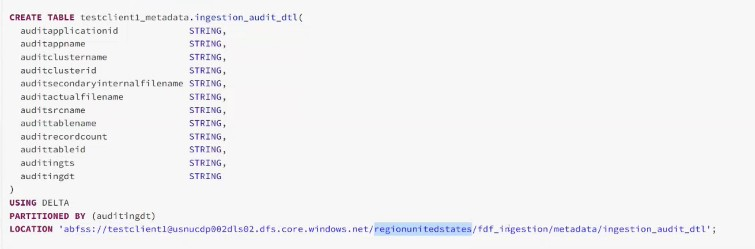 CREATE TABLE testclient1_metadata.ingestion_audit_dtl(
auditapplicationid STRING,
auditappname STRING,
auditclustername STRING,
auditclusterid STRING,
auditsecondaryinternalfilename STRING,
auditactualfilename STRING,
auditsrcname STRING,
audittablename STRING,
auditrecordcount STRING,
audittableid STRING,
auditingts STRING,
auditingdt STRING
)
USING DELTA
PARTITIONED BY (auditingdt)
LOCATION 'abfss://testclient1@usnucdp002dls02.dfs.core.windows.net/regionunitedstates/fdf_ingestion/metadata/ingestion_audit_dtl';